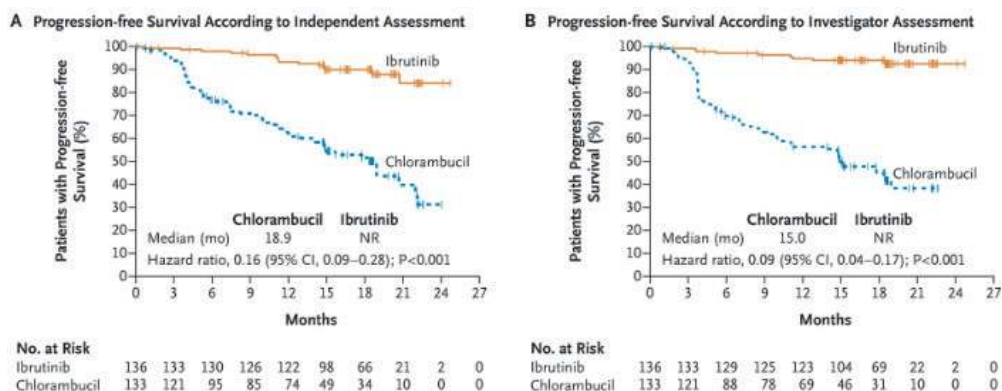 A Progression-free Survival According to Independent Assessment
Patients with Progression-free
Survival (%)
100
90
80
70
60
50
40
30
20
10
0
Ibrutinib
Chlorambucil
Chlorambucil Ibrutinib
Median (mo) 18.9 NR
Hazard ratio, 0.16 (95% CI, 0.09–0.28); P<0.001
0 3 6 9 12 15 18 21 24 27
Months
No. at Risk
Ibrutinib 136 133 130 126 122 98 66 21 2 0
Chlorambucil 133 121 95 85 74 49 34 10 0 0
B Progression-free Survival According to Investigator Assessment
Patients with Progression-free
Survival (%)
100
90
80
70
60
50
40
30
20
10
0
Ibrutinib
Chlorambucil
Chlorambucil Ibrutinib
Median (mo) 15.0 NR
Hazard ratio, 0.09 (95% CI, 0.04–0.17); P<0.001
0 3 6 9 12 15 18 21 24 27
Months
No. at Risk
Ibrutinib 136 133 129 125 123 104 69 22 2 0
Chlorambucil 133 121 88 78 69 46 31 10 0 0